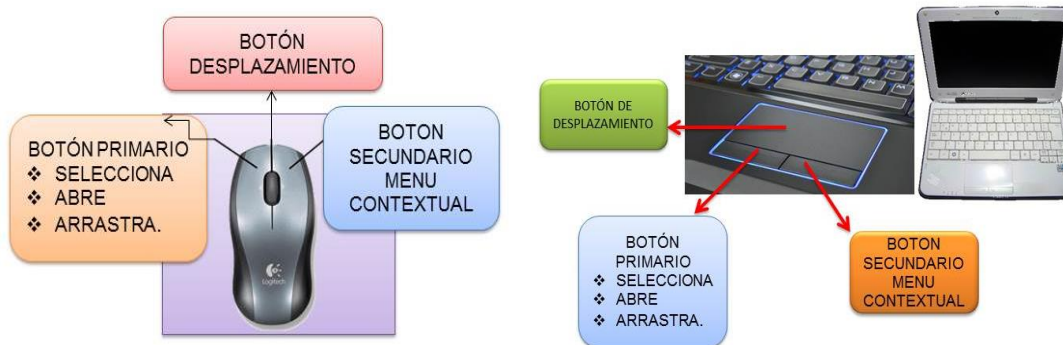 BOTÓN
DESPLAZAMIENTO
BOTÓN PRIMARIO
❖ SELECCIONA
❖ ABRE
❖ ARRASTRA.
BOTON
SECUNDARIO
MENU
CONTEXTUAL
Logitech
BOTÓN DE
DESPLAZAMIENTO
BOTÓN
PRIMARIO
❖ SELECCIONA
❖ ABRE
❖ ARRASTRA.
BOTON
SECUNDARIO
MENU
CONTEXTUAL